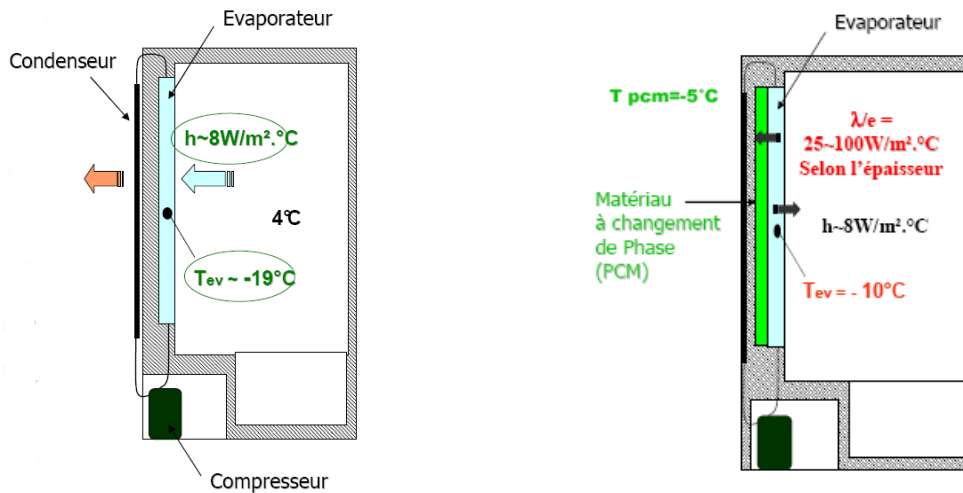 Evaporateur
Condenseur
h~8W/m².°C
4°C
Tev ~ -19°C
Compresseur
Evaporateur
T pcm=-5°C
λ/e =
25~100W/m².°C
Selon l'épaisseur
Matériau
à changement
de Phase
(PCM)
h~8W/m².°C
Tev = - 10°C